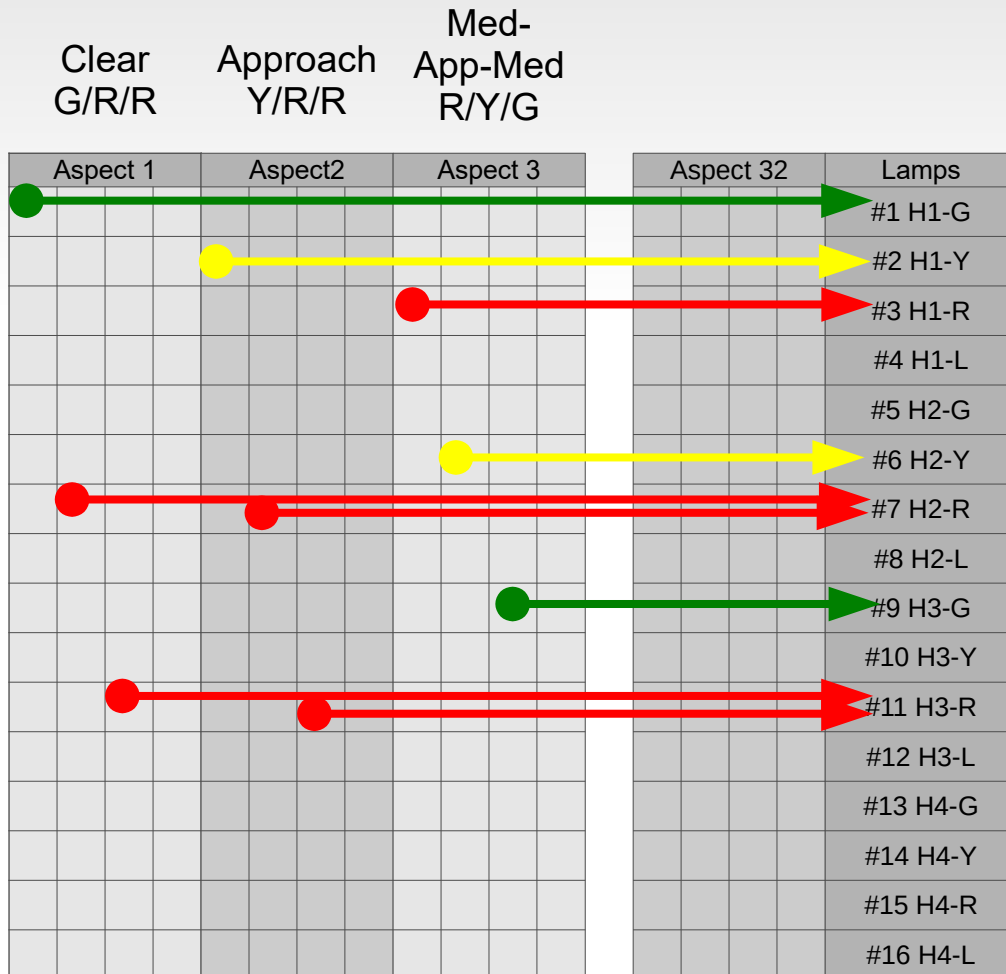 Clear
G/R/R
Approach
Y/R/R
Med-
App-Med
R/Y/G
Aspect 1
Aspect2
Aspect 3
Aspect 32
Lamps
#1 H1-G
#2 H1-Y
#3 H1-R
#4 H1-L
#5 H2-G
#6 H2-Y
#7 H2-R
#8 H2-L
#9 H3-G
#10 H3-Y
#11 H3-R
#12 H3-L
#13 H4-G
#14 H4-Y
#15 H4-R
#16 H4-L